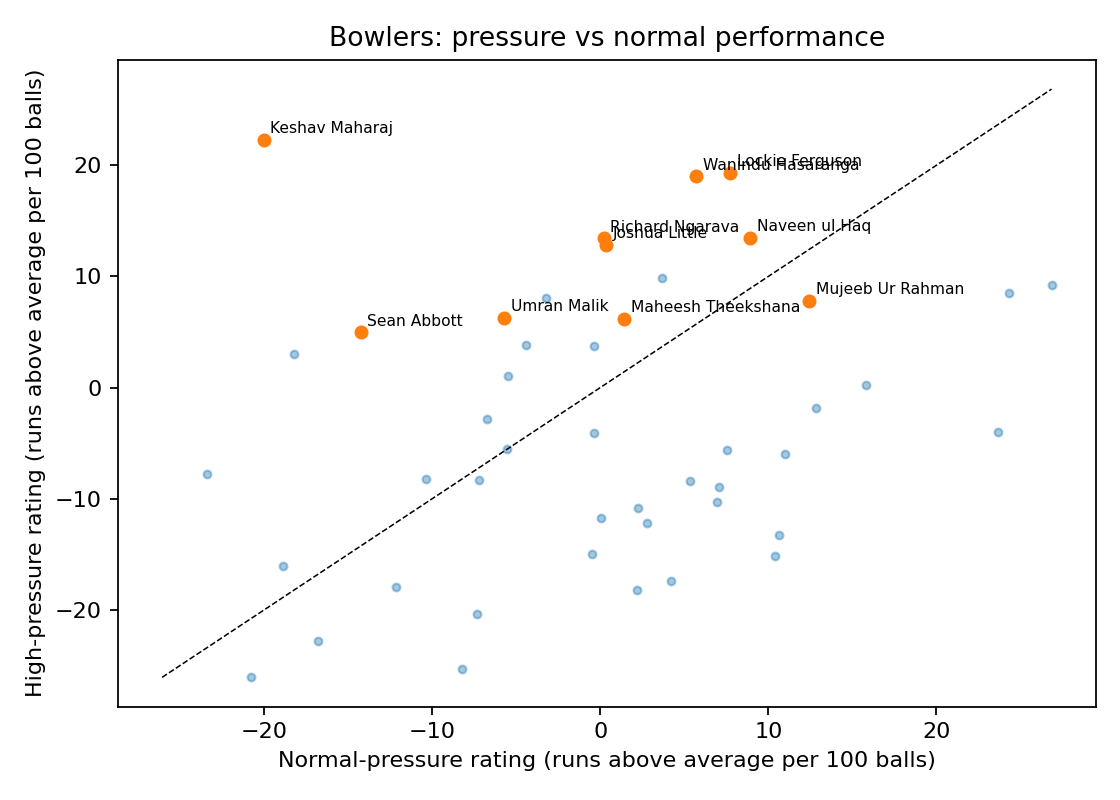 Bowlers: pressure vs normal performance
High-pressure rating (runs above average per 100 balls)
20
10
0
−10
−20
Keshav Maharaj
Lockie Ferguson
Wanindu Hasaranga
Richard Ngarava
Joshua Little
Naveen ul Haq
Mujeeb Ur Rahman
Umran Malik
Maheesh Theekshana
Sean Abbott
−20
−10
0
10
20
Normal-pressure rating (runs above average per 100 balls)